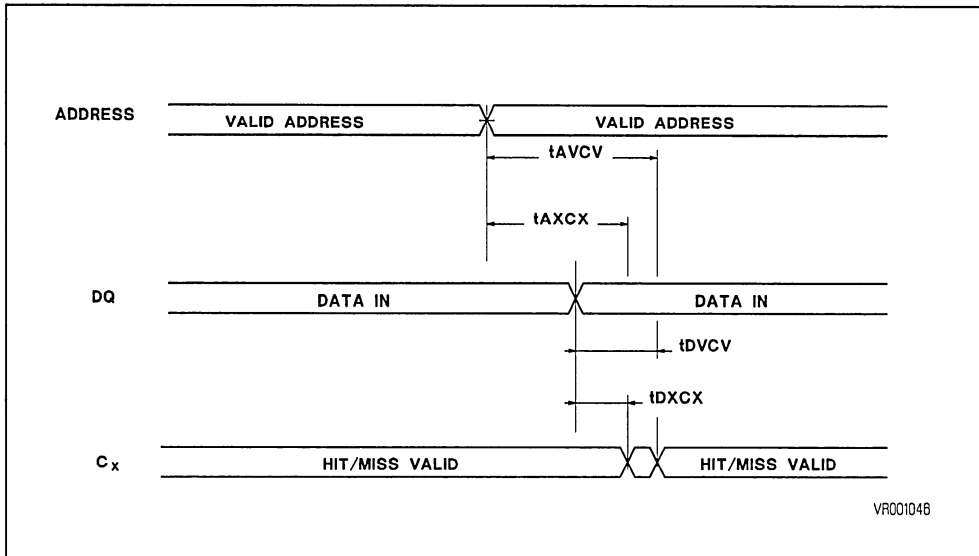 ADDRESS
VALID ADDRESS
VALID ADDRESS
tAVCV
tAXCX
DQ
DATA IN
DATA IN
tDVCV
tDXCX
Cx
HIT/MISS VALID
HIT/MISS VALID
VR001046